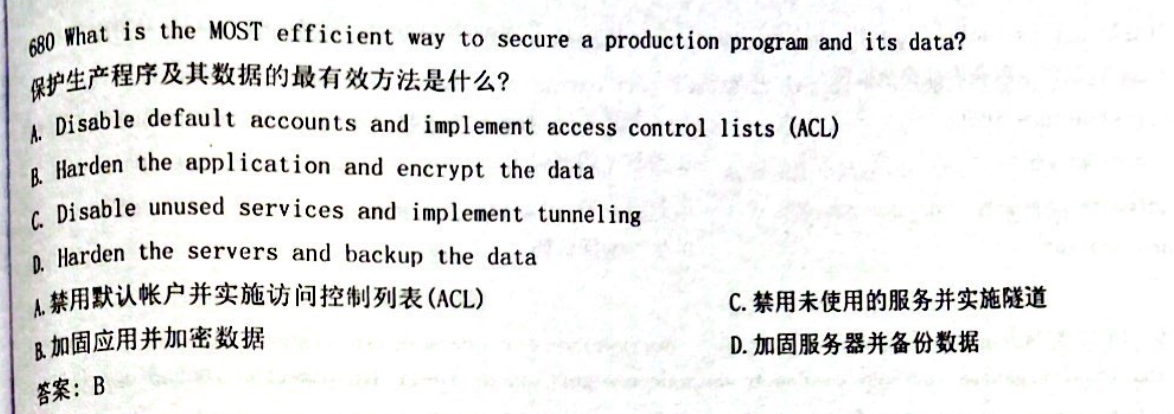 680 What is the MOST efficient way to secure a production program and its data?
保护生产程序及其数据的最有效方法是什么?
A. Disable default accounts and implement access control lists (ACL)
B. Harden the application and encrypt the data
C. Disable unused services and implement tunneling
D. Harden the servers and backup the data
A.禁用默认帐户并实施访问控制列表(ACL) C.禁用未使用的服务并实施隧道
B.加固应用并加密数据 D.加固服务器并备份数据
答案: B